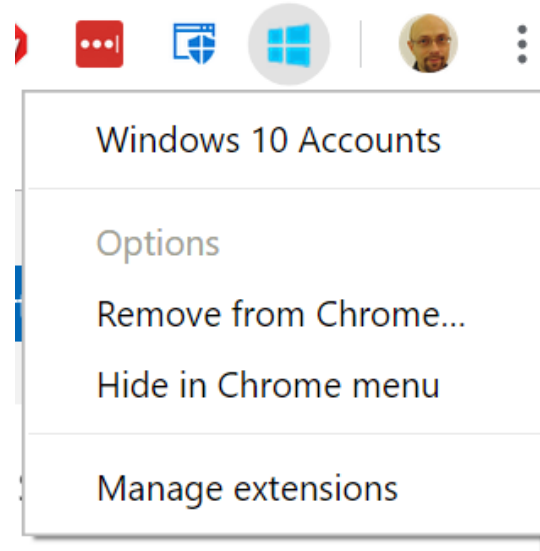 Windows 10 Accounts
Options
Remove from Chrome...
Hide in Chrome menu
Manage extensions